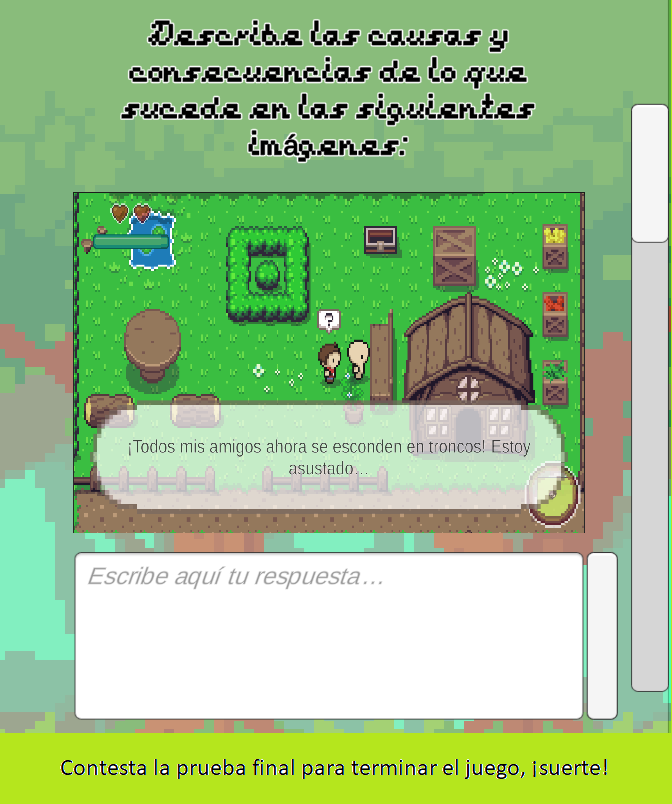 Describe las causas y
consecuencias de lo que
sucede en las siguientes
imágenes:
?
¡Todos mis amigos ahora se esconden en troncos! Estoy
asustado...
Escribe aquí tu respuesta...
Contesta la prueba final para terminar el juego, ¡suerte!